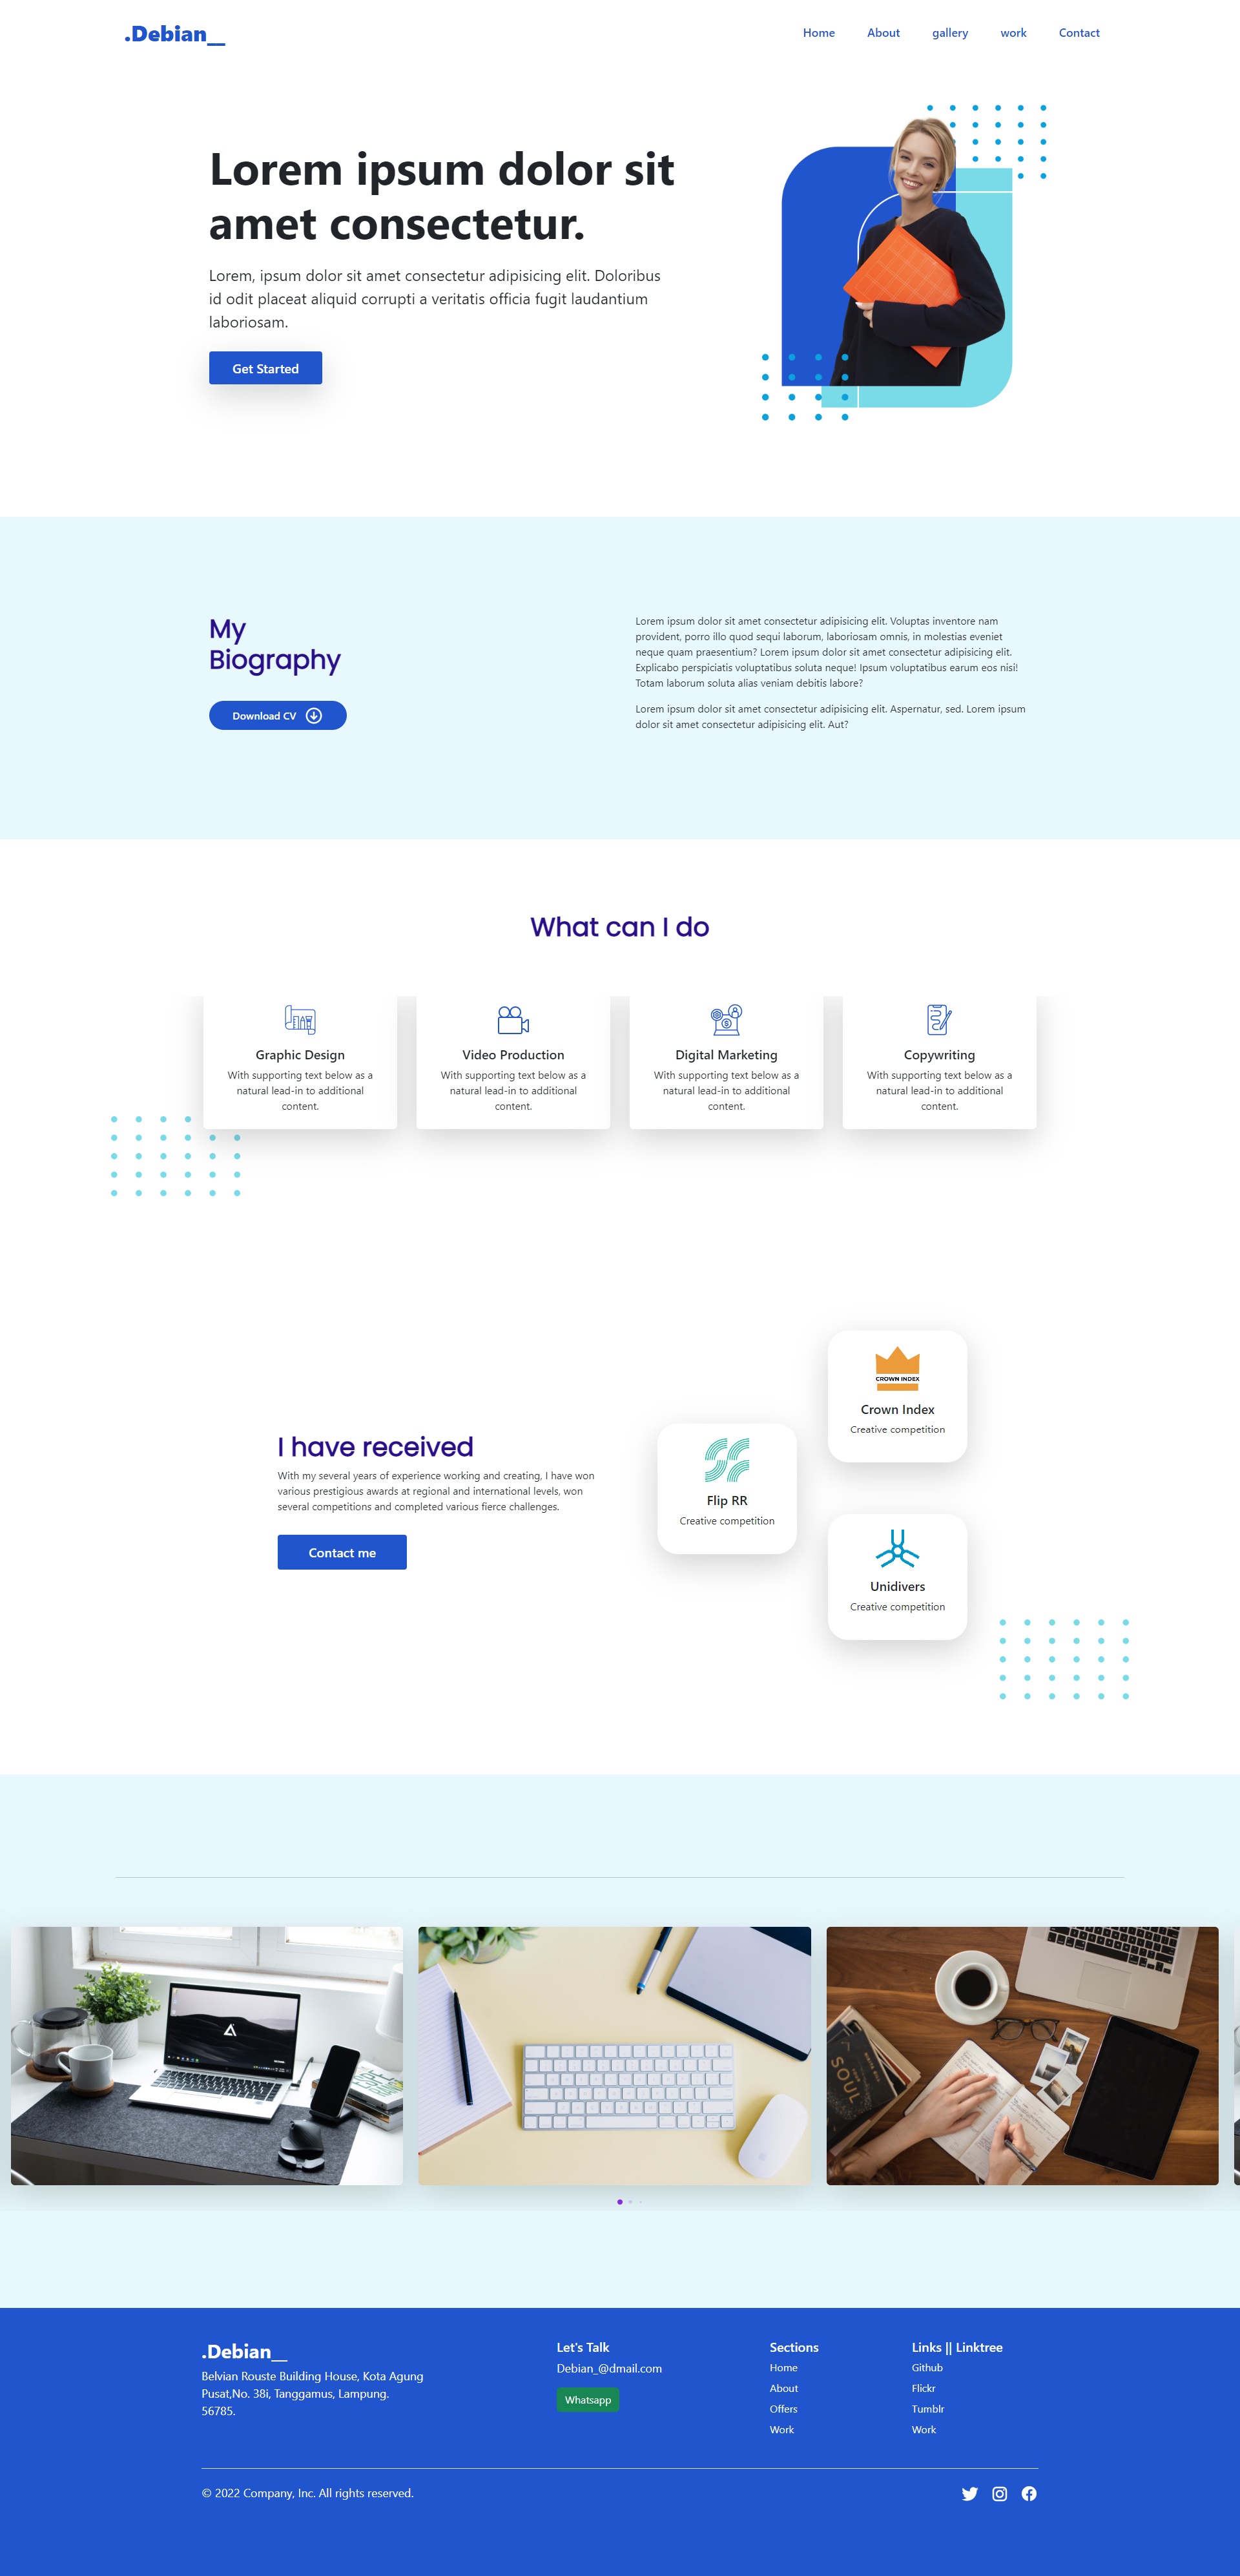 .Debian__
Home About gallery work Contact
Lorem ipsum dolor sit
amet consectetur.
Lorem, ipsum dolor sit amet consectetur adipisicing elit. Doloribus
id odit placeat aliquid corrupti a veritatis officia fugit laudantium
laboriosam.
Get Started
My
Biography
Download CV
Lorem ipsum dolor sit amet consectetur adipisicing elit. Voluptas inventore nam
provident, porro illo quod sequi laborum, laboriosam omnis, in molestias eveniet
neque quam praesentium? Lorem ipsum dolor sit amet consectetur adipisicing elit.
Explicabo perspiciatis voluptatibus soluta neque! Ipsum voluptatibus earum eos nisi!
Totam laborum soluta alias veniam debitis labore?
Lorem ipsum dolor sit amet consectetur adipisicing elit. Aspernatur, sed. Lorem ipsum
dolor sit amet consectetur adipisicing elit. Aut?
What can I do
Graphic Design
With supporting text below as a
natural lead-in to additional
content.
Video Production
With supporting text below as a
natural lead-in to additional
content.
Digital Marketing
With supporting text below as a
natural lead-in to additional
content.
Copywriting
With supporting text below as a
natural lead-in to additional
content.
I have received
With my several years of experience working and creating, I have won
various prestigious awards at regional and international levels, won
several competitions and completed various fierce challenges.
Contact me
Flip RR
Creative competition
CROWN INDEX
Crown Index
Creative competition
Unidivers
Creative competition
SOUL
.Debian__
Belvian Rouste Building House, Kota Agung
Pusat,No. 38i, Tanggamus, Lampung.
56785.
Let's Talk
Debian_@dmail.com
Whatsapp
Sections
Home
About
Offers
Work
Links || Linktree
Github
Flickr
Tumblr
Work
© 2022 Company, Inc. All rights reserved.